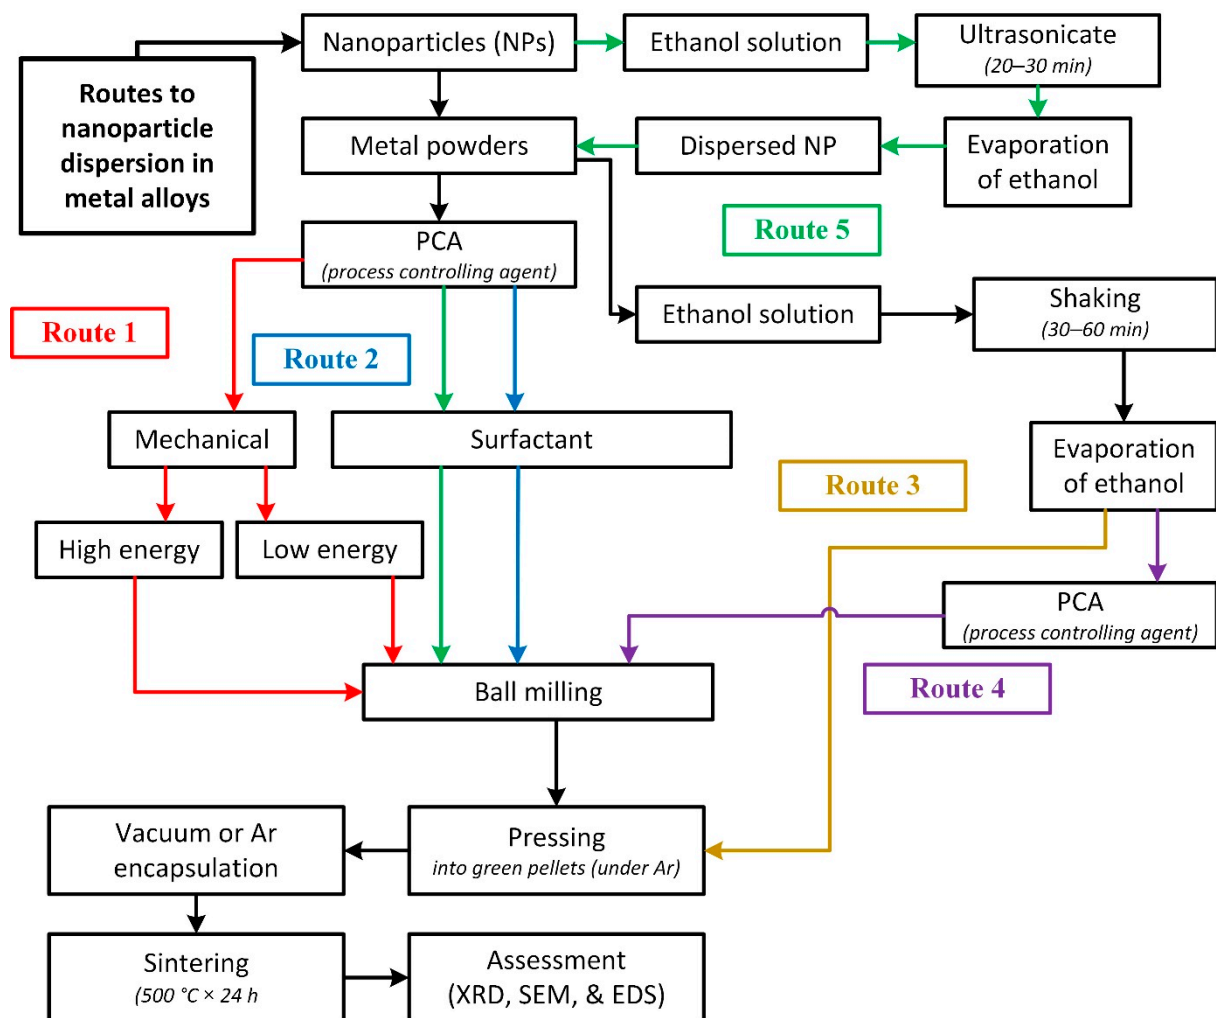 Nanoparticles (NPs)
Ethanol solution
Ultrasonicate
(20–30 min)
Routes to
nanoparticle
dispersion in
metal alloys
Metal powders
Dispersed NP
Evaporation
of ethanol
PCA
(process controlling agent)
Route 5
Ethanol solution
Shaking
(30–60 min)
Route 1
Route 2
Mechanical
Surfactant
Evaporation
of ethanol
Route 3
High energy
Low energy
PCA
(process controlling agent)
Route 4
Ball milling
Vacuum or Ar
encapsulation
Pressing
into green pellets (under Ar)
Sintering
(500 °C × 24 h
Assessment
(XRD, SEM, & EDS)